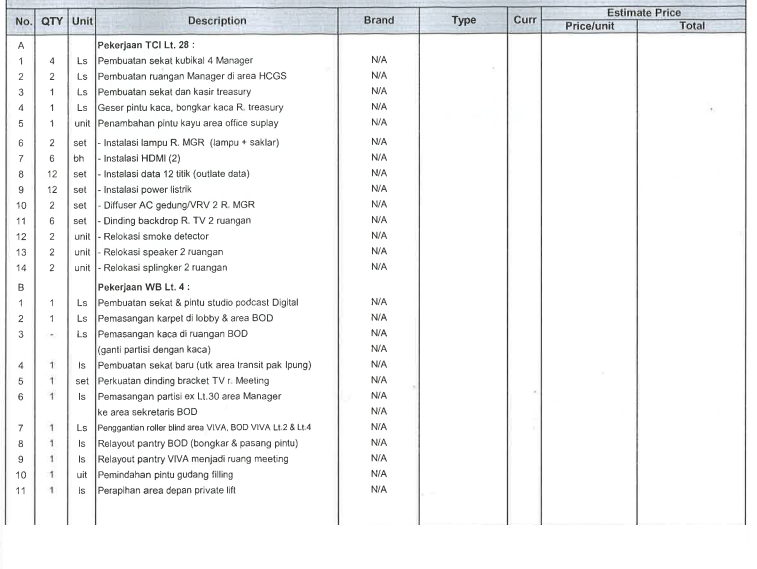 No. QTY Unit Description Brand Type Curr Estimate Price
Price/unit Total
A Pekerjaan TCI Lt. 28 :
1 4 Ls Pembuatan sekat kubikal 4 Manager N/A
2 2 Ls Pembuatan ruangan Manager di area HCGS N/A
3 1 Ls Pembuatan sekat dan kasir treasury N/A
4 1 Ls Geser pintu kaca, bongkar kaca R. treasury N/A
5 1 unit Penambahan pintu kayu area office suplay N/A
6 2 set - Instalasi lampu R. MGR (lampu + saklar) N/A
7 6 bh - Instalasi HDMI (2) N/A
8 12 set - Instalasi data 12 titik (outlate data) N/A
9 12 set - Instalasi power listrik N/A
10 2 set - Diffuser AC gedung/VRV 2 R. MGR N/A
11 6 set - Dinding backdrop R. TV 2 ruangan N/A
12 2 unit - Relokasi smoke detector N/A
13 2 unit - Relokasi speaker 2 ruangan N/A
14 2 unit - Relokasi splingker 2 ruangan N/A
B Pekerjaan WB Lt. 4 :
1 1 Ls Pembuatan sekat & pintu studio podcast Digital N/A
2 1 Ls Pemasangan karpet di lobby & area BOD N/A
3 - Ls Pemasangan kaca di ruangan BOD N/A
(ganti partisi dengan kaca) N/A
4 1 ls Pembuatan sekat baru (utk area transit pak Ipung) N/A
5 1 set Perkuatan dinding bracket TV r. Meeting N/A
6 1 ls Pemasangan partisi ex Lt.30 area Manager N/A
ke area sekretaris BOD N/A
7 1 Ls Penggantian roller blind area VIVA, BOD VIVA Lt.2 & Lt.4 N/A
8 1 ls Relayout pantry BOD (bongkar & pasang pintu) N/A
9 1 ls Relayout pantry VIVA menjadi ruang meeting N/A
10 1 uit Pemindahan pintu gudang filling N/A
11 1 ls Perapihan area depan private lift N/A